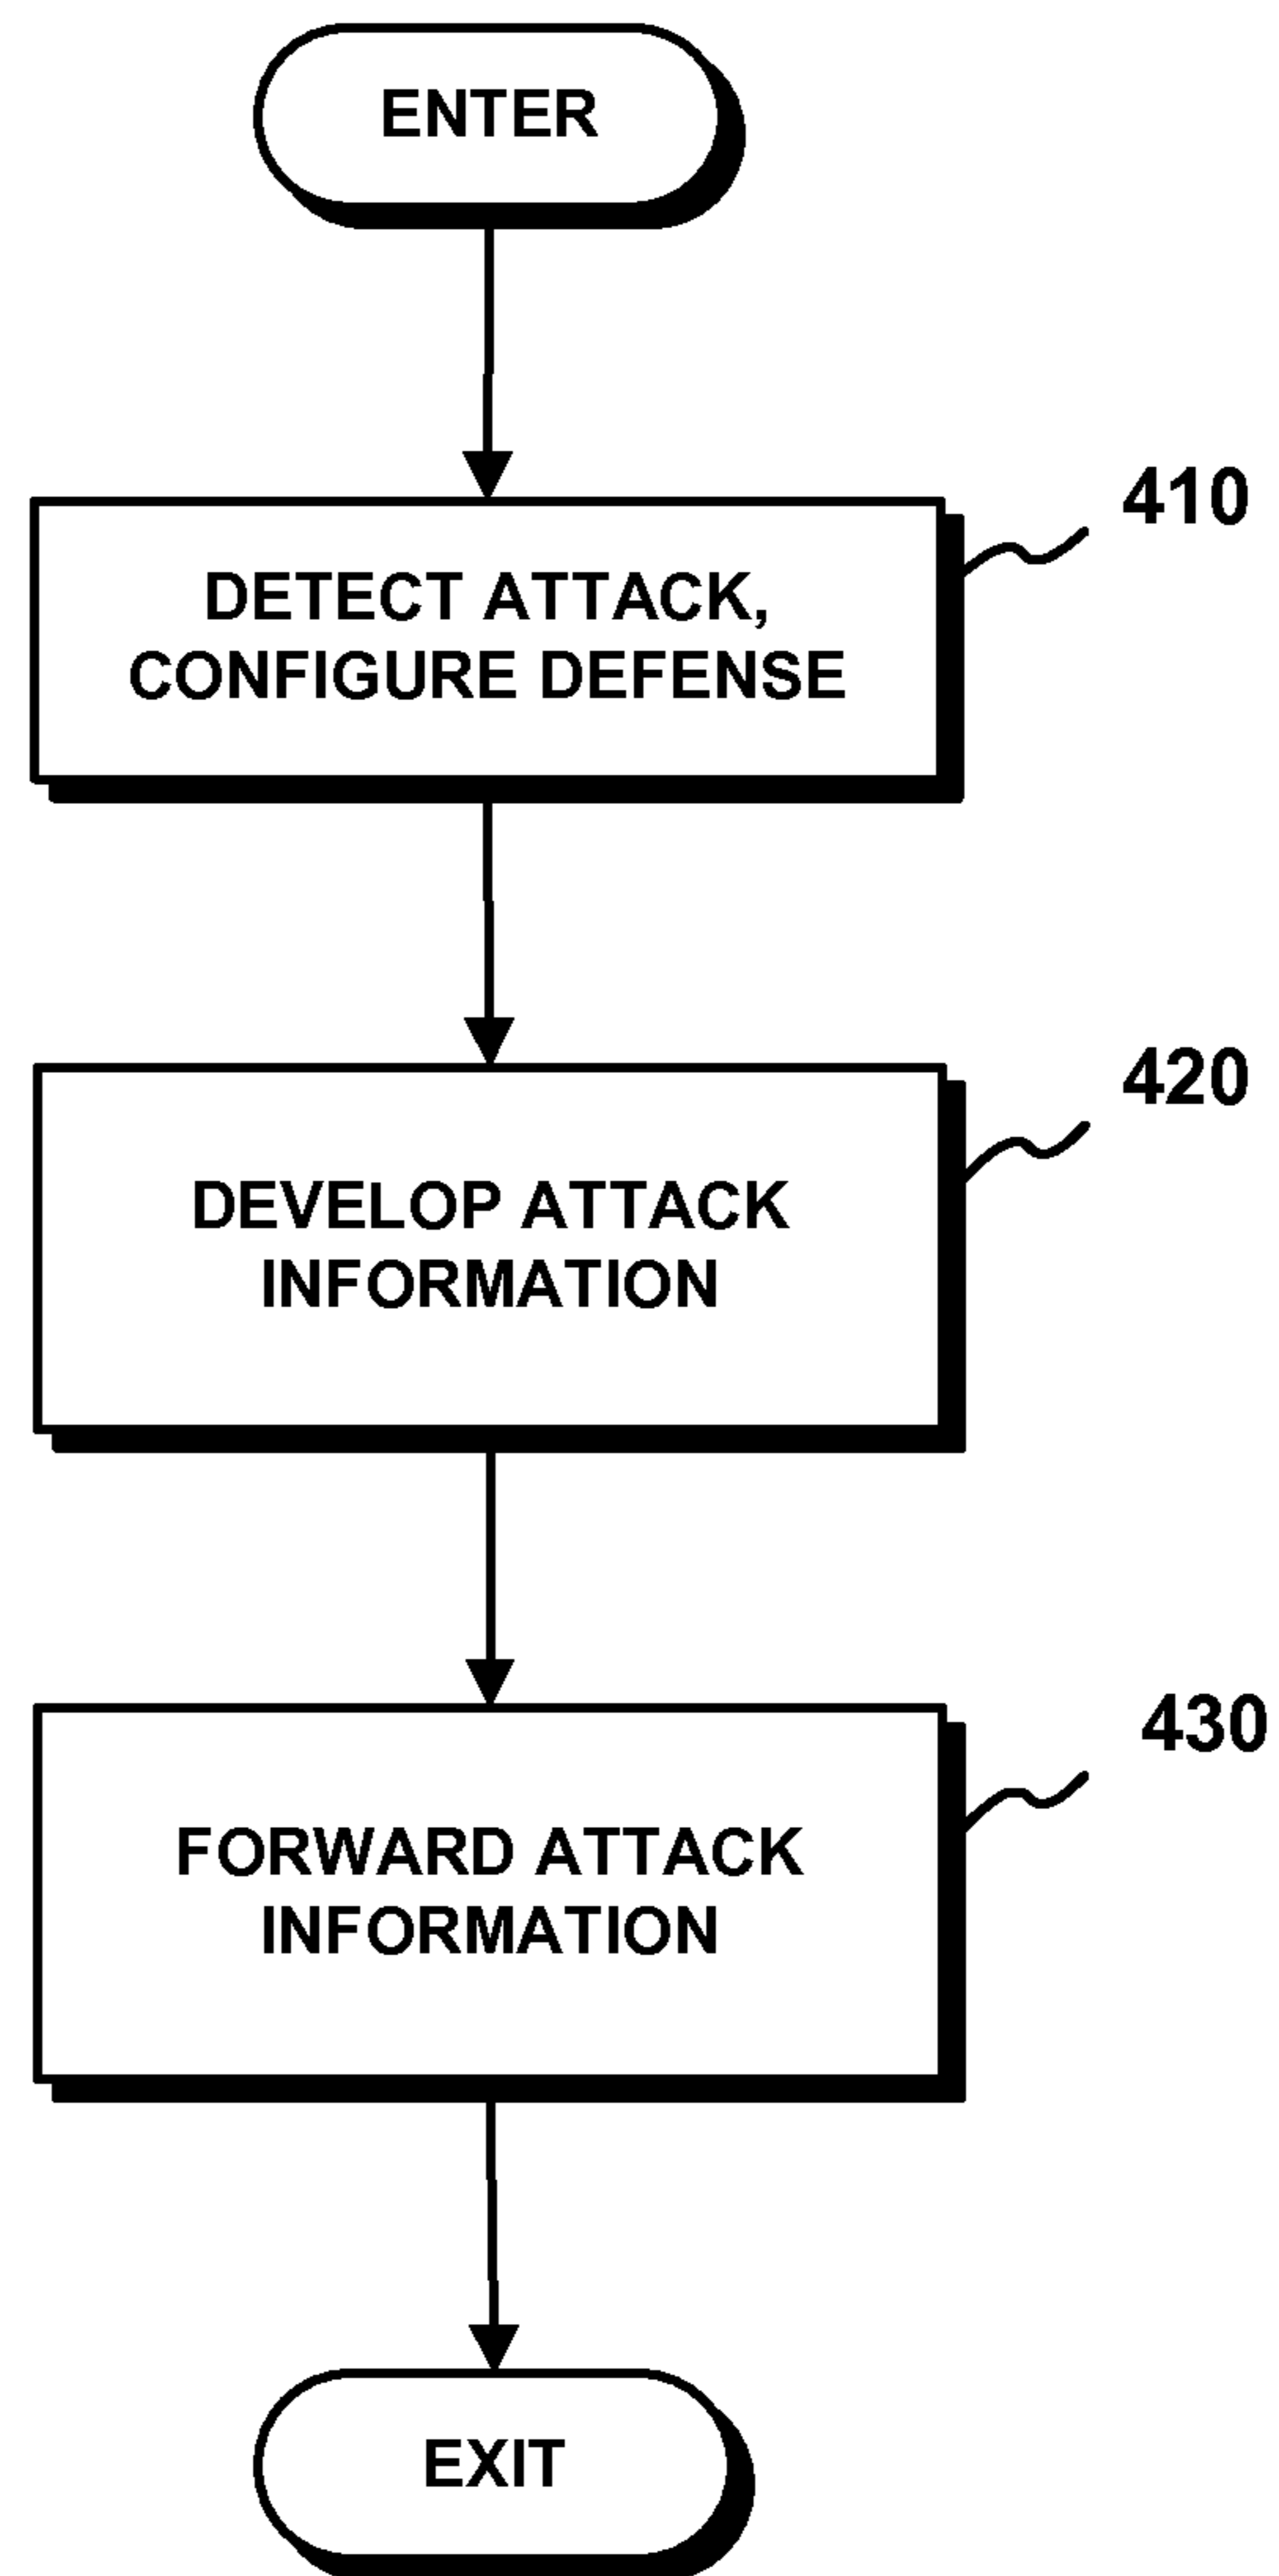 ENTER
410
DETECT ATTACK,
CONFIGURE DEFENSE
420
DEVELOP ATTACK
INFORMATION
430
FORWARD ATTACK
INFORMATION
EXIT